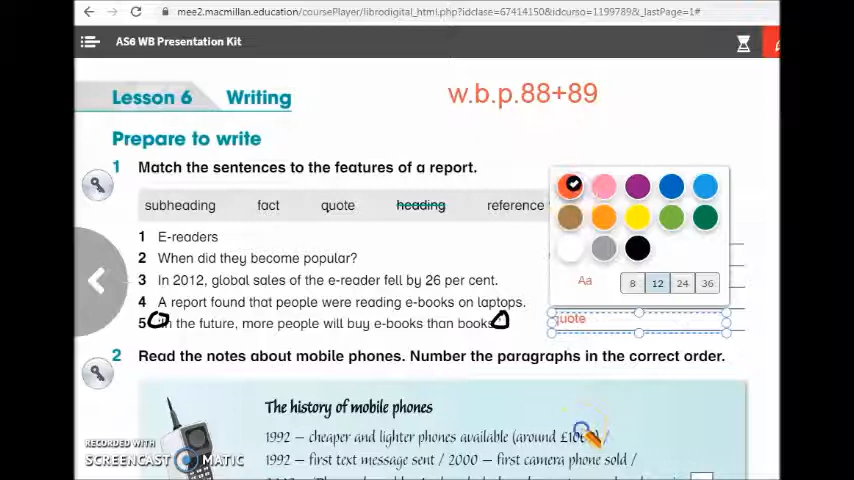 mee2.macmillan.education/coursePlayer/librodigital_html.php?idclase=67414150&idcurso=1199789&_lastPage=1#
AS6 WB Presentation Kit
Lesson 6 Writing
w.b.p.88+89
Prepare to write
1 Match the sentences to the features of a report.
subheading fact quote heading reference
1 E-readers
2 When did they become popular?
3 In 2012, global sales of the e-reader fell by 26 per cent.
4 A report found that people were reading e-books on laptops.
5 the future, more people will buy e-books than books
Aa 8 12 24 36
uote
2 Read the notes about mobile phones. Number the paragraphs in the correct order.
The history of mobile phones
1992 – cheaper and lighter phones available (around /
1992 – first text message sent / 2000 – first camera phone sold /
RECORDED WITH
SCREENCAST MATIC